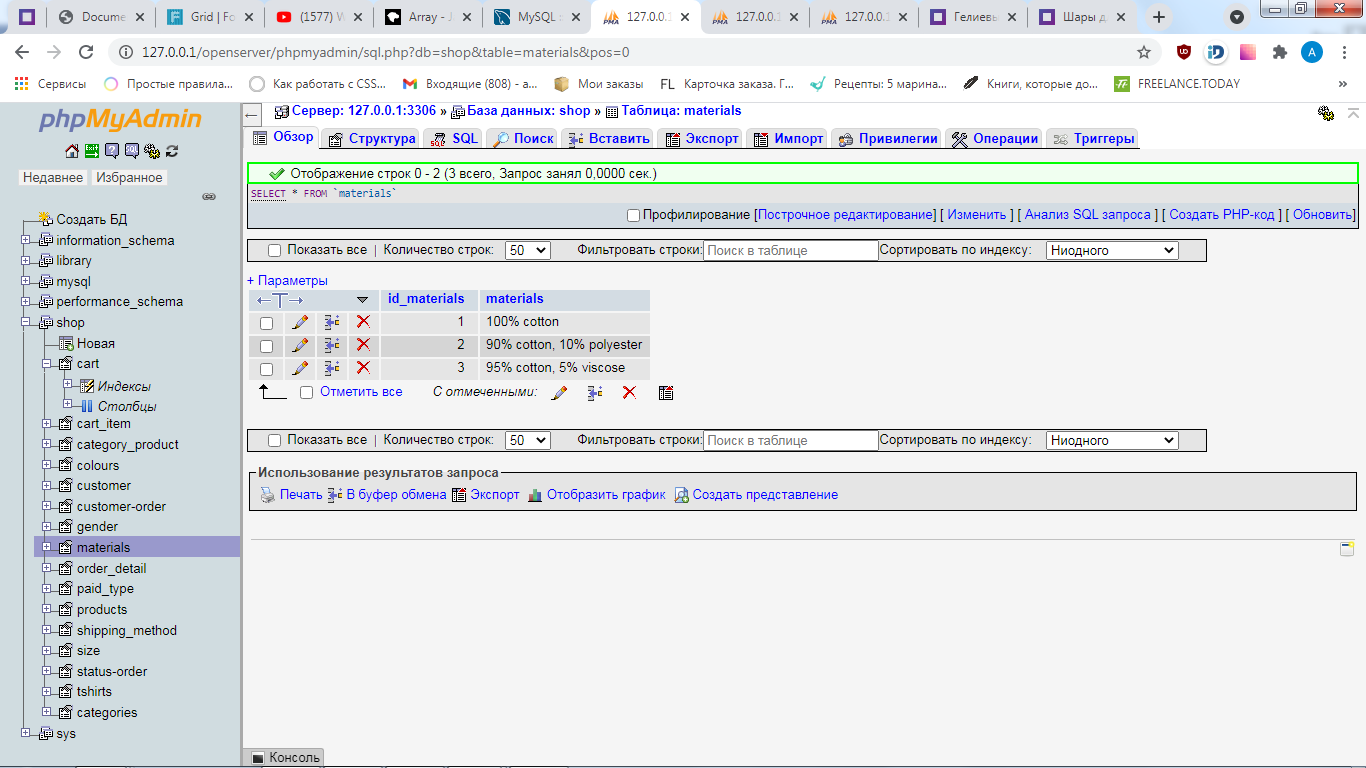 Docume
Grid | Fo
(1577) W
Array - J
MySQL :
127.0.0.1
127.0.0.1
127.0.0.1
Гелиевы
Шары д
127.0.0.1/openserver/phpmyadmin/sql.php?db=shop&table=materials&pos=0
Сервисы
Простые правила...
Как работать с CSS...
Входящие (808) - a...
Мои заказы
FL Карточка заказа. Г...
Рецепты: 5 марина...
Книги, которые до...
FREELANCE.TODAY
»
phpMyAdmin
Недавнее Избранное
Создать БД
information_schema
library
mysql
performance_schema
shop
Новая
cart
Индексы
Столбцы
cart_item
category_product
colours
customer
customer-order
gender
materials
order_detail
paid_type
products
shipping_method
size
status-order
tshirts
categories
sys
Сервер: 127.0.0.1:3306 » База данных: shop » Таблица: materials
Обзор Структура SQL Поиск Вставить Экспорт Импорт Привилегии Операции Триггеры
Отображение строк 0 - 2 (3 всего, Запрос занял 0,0000 сек.)
SELECT * FROM `materials`
Профилирование [Построчное редактирование] [ Изменить ] [ Анализ SQL запроса ] [ Создать PHP-код ] [ Обновить]
Показать все | Количество строк: 50 Фильтровать строки: Поиск в таблице Сортировать по индексу: Ниодного
+ Параметры
id_materials materials
1 100% cotton
2 90% cotton, 10% polyester
3 95% cotton, 5% viscose
Отметить все С отмеченными:
Показать все | Количество строк: 50 Фильтровать строки: Поиск в таблице Сортировать по индексу: Ниодного
Использование результатов запроса
Печать В буфер обмена Экспорт Отобразить график Создать представление
Консоль